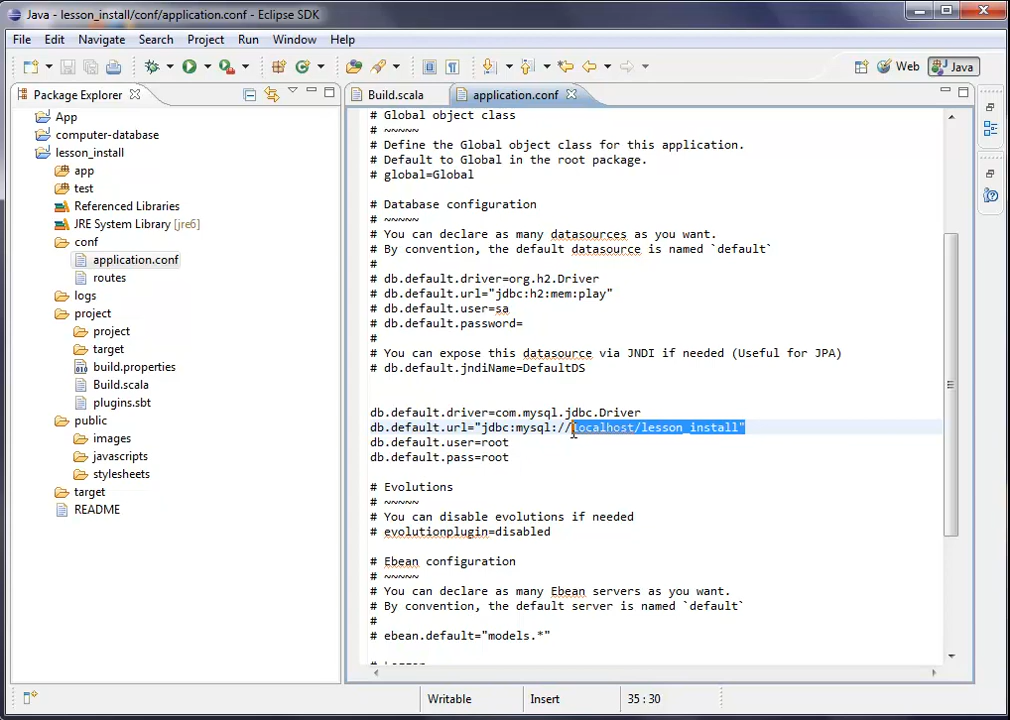 Java - lesson_install/conf/application.conf - Eclipse SDK
File Edit Navigate Search Project Run Window Help
Web Java
Package Explorer
App
computer-database
lesson_install
app
test
Referenced Libraries
JRE System Library [jre6]
conf
application.conf
routes
logs
project
project
target
build.properties
Build.scala
plugins.sbt
public
images
javascripts
stylesheets
target
README
Build.scala application.conf
# Global object class
# ~~~~~
# Define the Global object class for this application.
# Default to Global in the root package.
# global=Global
# Database configuration
# ~~~~~
# You can declare as many datasources as you want.
# By convention, the default datasource is named `default`
#
# db.default.driver=org.h2.Driver
# db.default.url="jdbc:h2:mem:play"
# db.default.user=sa
# db.default.password=
#
# You can expose this datasource via JNDI if needed (Useful for JPA)
# db.default.jndiName=DefaultDS
db.default.driver=com.mysql.jdbc.Driver
db.default.url="jdbc:mysql://localhost/lesson_install"
db.default.user=root
db.default.pass=root
# Evolutions
# ~~~~~
# You can disable evolutions if needed
# evolutionplugin=disabled
# Ebean configuration
# ~~~~~
# You can declare as many Ebean servers as you want.
# By convention, the default server is named `default`
#
# ebean.default="models.*"
Writable Insert 35 : 30